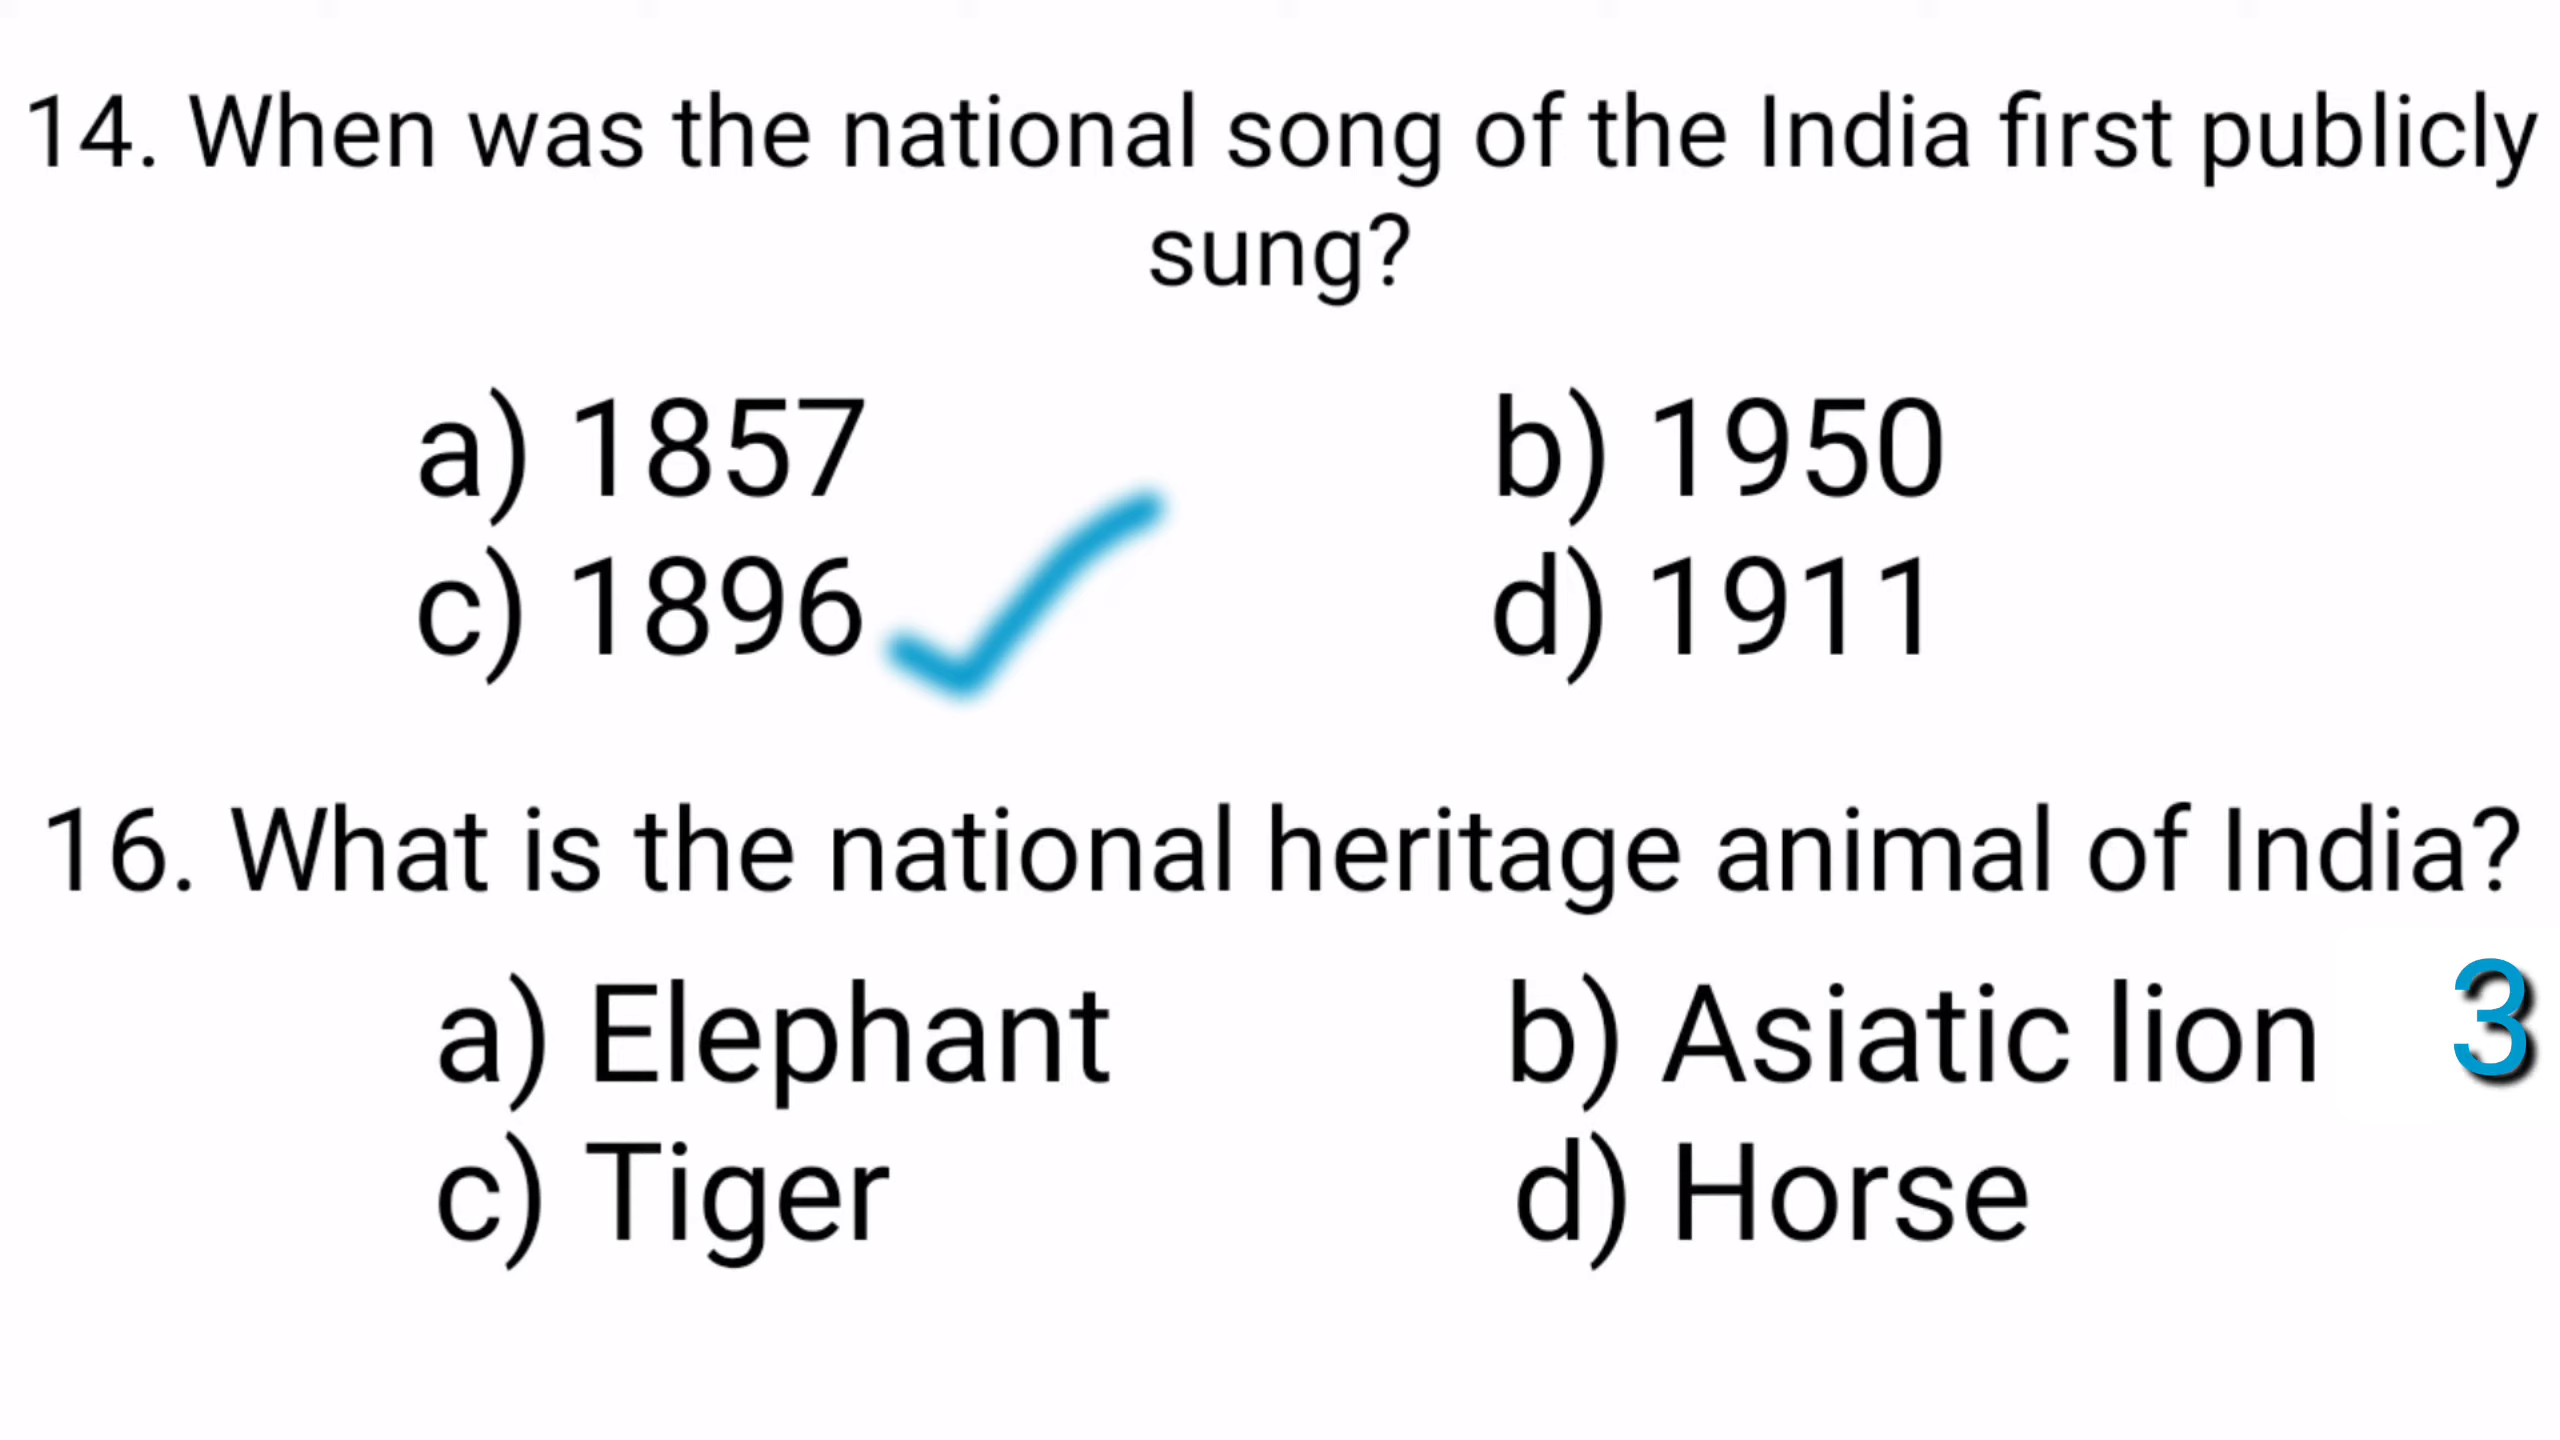 14. When was the national song of the India first publicly
sung?
a) 1857 b) 1950
c) 1896 d) 1911
16. What is the national heritage animal of India?
a) Elephant b) Asiatic lion 3
c) Tiger d) Horse